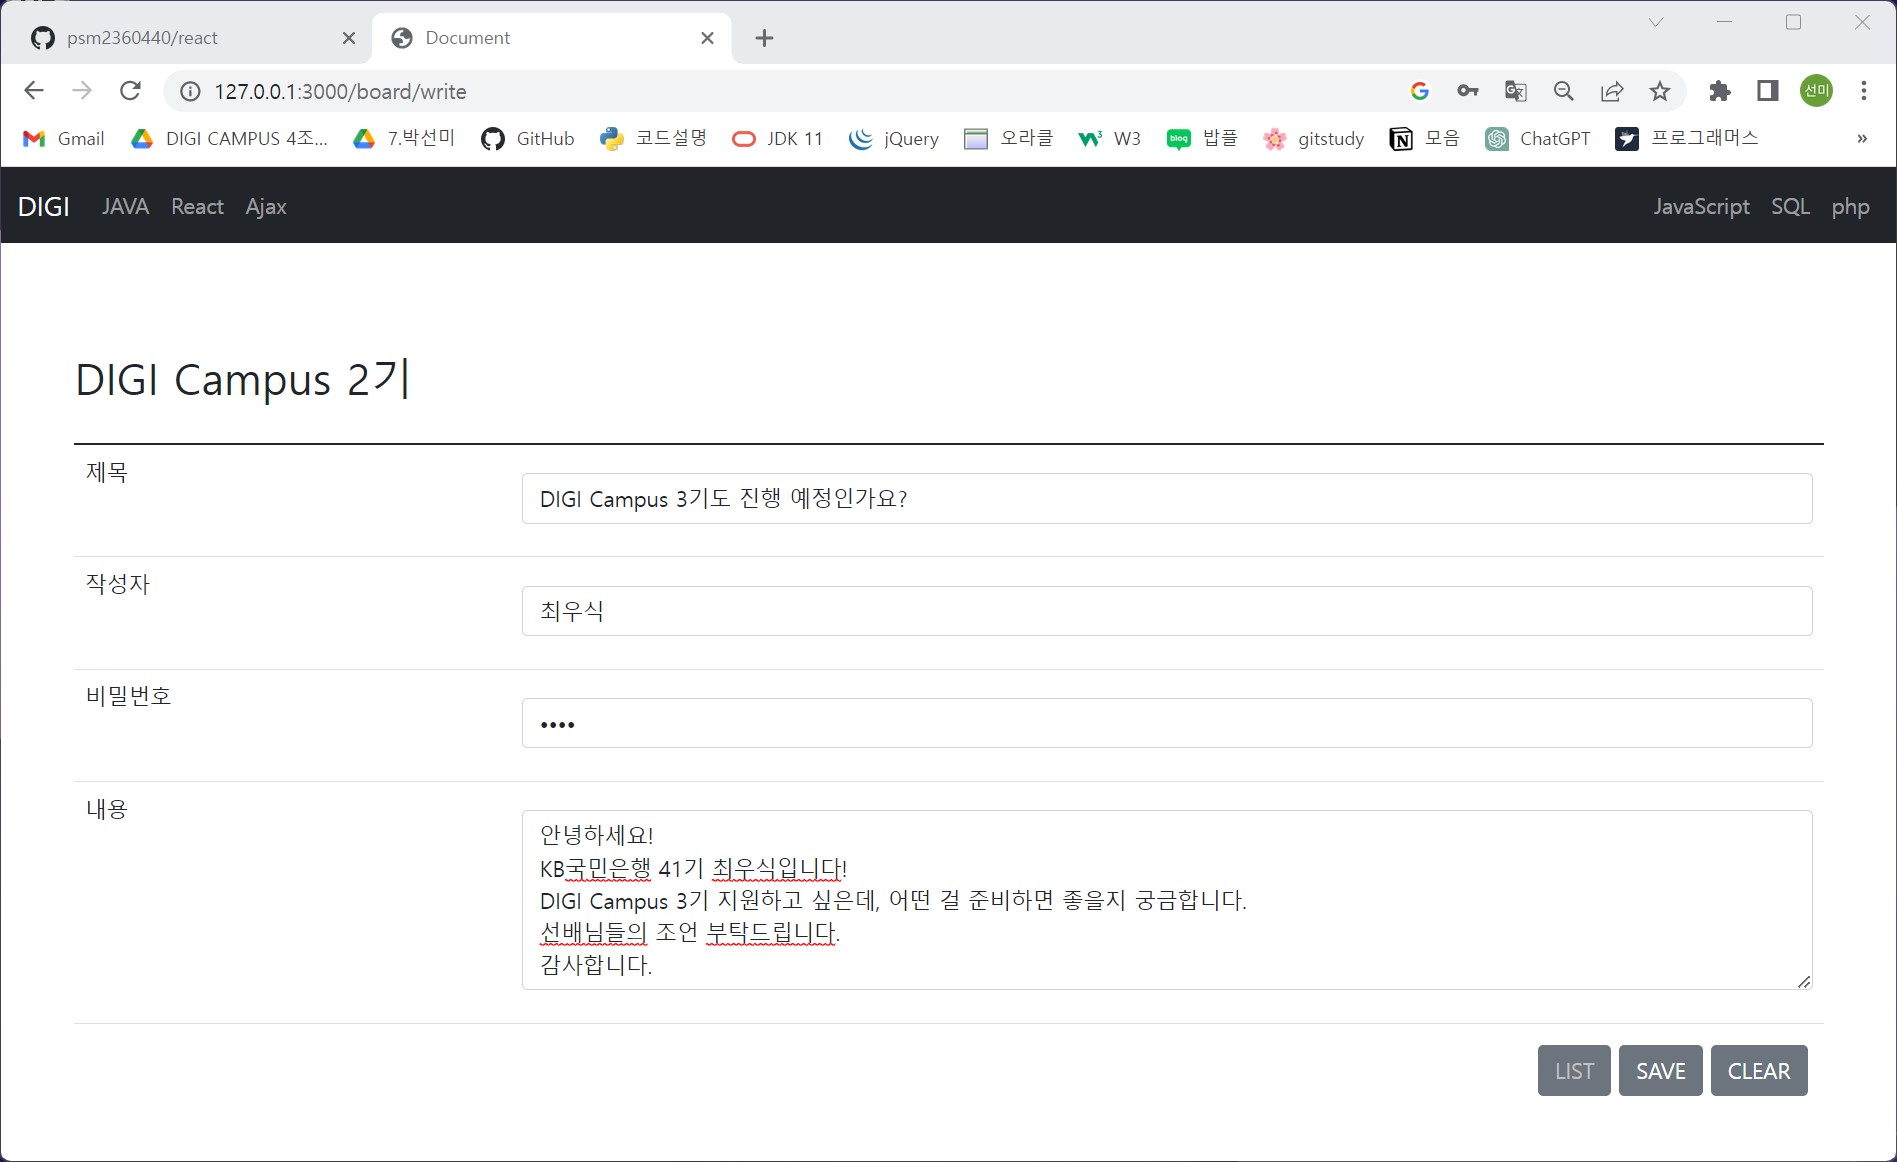 psm2360440/react
Document
127.0.0.1:3000/board/write
선미
Gmail
DIGI CAMPUS 4조...
7.박선미
GitHub
코드설명
JDK 11
jQuery
오라클
W3
blog
밥플
gitstudy
모음
ChatGPT
프로그래머스
»
DIGI JAVA React Ajax JavaScript SQL php
DIGI Campus 2기
제목
DIGI Campus 3기도 진행 예정인가요?
작성자
최우식
비밀번호
••••
내용
안녕하세요!
KB국민은행 41기 최우식입니다!
DIGI Campus 3기 지원하고 싶은데, 어떤 걸 준비하면 좋을지 궁금합니다.
선배님들의 조언 부탁드립니다.
감사합니다.
LIST SAVE CLEAR